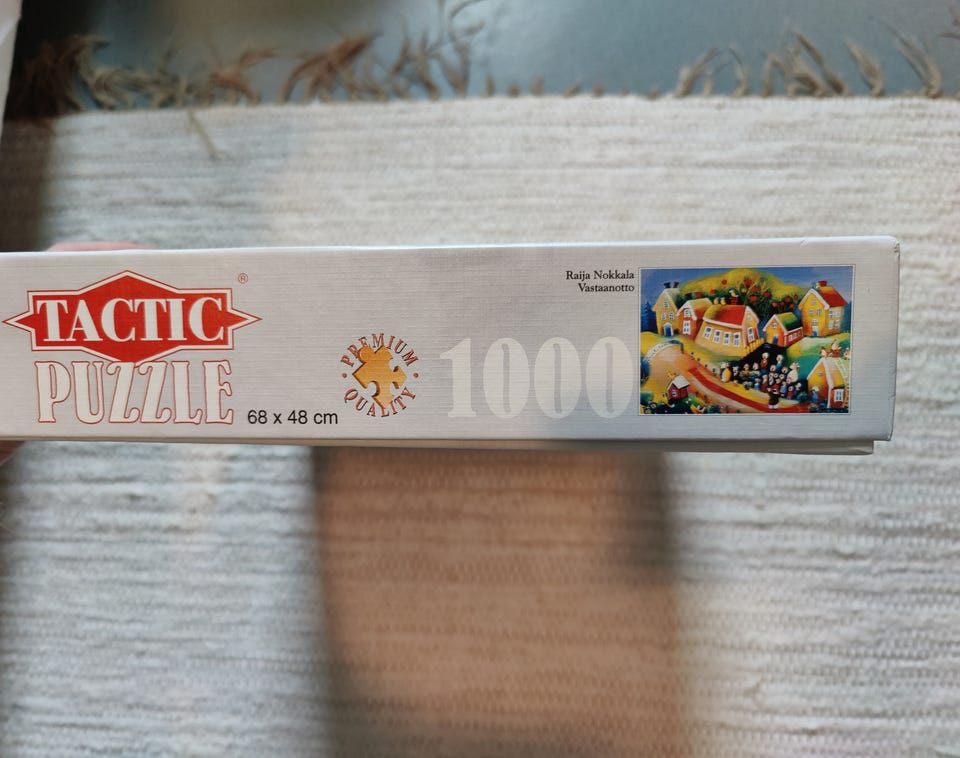 TACTIC®
PUZZLE
68 x 48 cm
PREMIUM
QUALITY
1000
Raija Nokkala
Vastaanotto